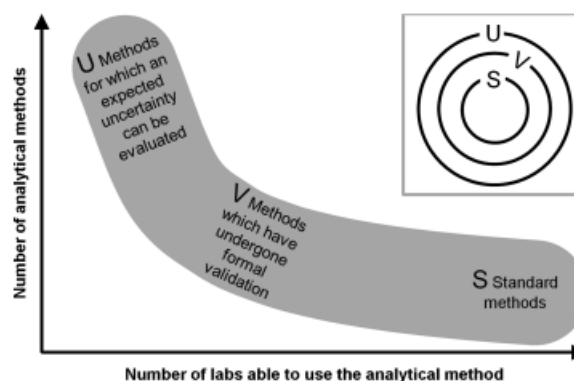 Number of analytical methods
U Methods
for which an
expected
uncertainty
can be
evaluated
V Methods
which have
undergone
formal
validation
S Standard
methods
U
V
S
Number of labs able to use the analytical method